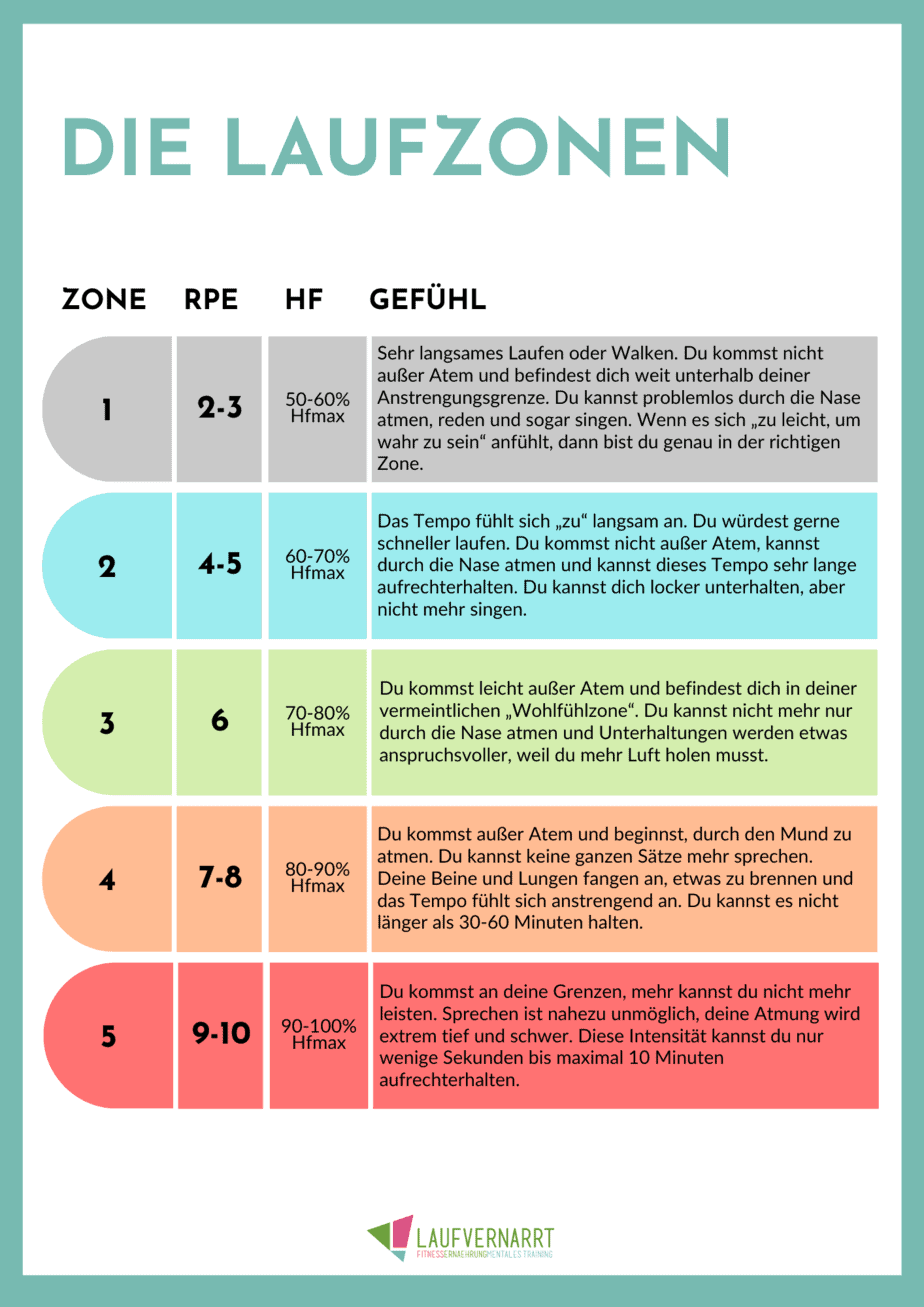 DIE LAUFZONEN
ZONE RPE HF GEFÜHL
1
2-3
50-60%
Hfmax
Sehr langsames Laufen oder Walken. Du kommst nicht
außer Atem und befindest dich weit unterhalb deiner
Anstrengungsgrenze. Du kannst problemlos durch die Nase
atmen, reden und sogar singen. Wenn es sich „zu leicht, um
wahr zu sein“ anfühlt, dann bist du genau in der richtigen
Zone.
2
4-5
60-70%
Hfmax
Das Tempo fühlt sich „zu“ langsam an. Du würdest gerne
schneller laufen. Du kommst nicht außer Atem, kannst
durch die Nase atmen und kannst dieses Tempo sehr lange
aufrechterhalten. Du kannst dich locker unterhalten, aber
nicht mehr singen.
3
6
70-80%
Hfmax
Du kommst leicht außer Atem und befindest dich in deiner
vermeintlichen „Wohlfühlzone“. Du kannst nicht mehr nur
durch die Nase atmen und Unterhaltungen werden etwas
anspruchsvoller, weil du mehr Luft holen musst.
4
7-8
80-90%
Hfmax
Du kommst außer Atem und beginnst, durch den Mund zu
atmen. Du kannst keine ganzen Sätze mehr sprechen.
Deine Beine und Lungen fangen an, etwas zu brennen und
das Tempo fühlt sich anstrengend an. Du kannst es nicht
länger als 30-60 Minuten halten.
5
9-10
90-100%
Hfmax
Du kommst an deine Grenzen, mehr kannst du nicht mehr
leisten. Sprechen ist nahezu unmöglich, deine Atmung wird
extrem tief und schwer. Diese Intensität kannst du nur
wenige Sekunden bis maximal 10 Minuten
aufrechterhalten.
LAUFVERNARRT
FITNESSERNAEHRUNGMENTALES TRAINING